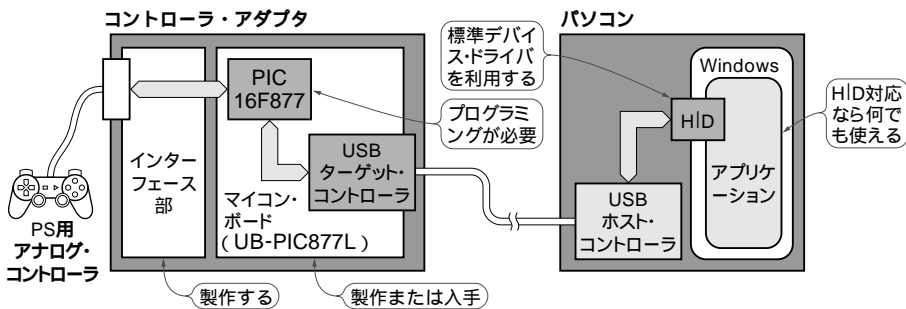 コントローラ・アダプタ
PIC
16F877
プログラミ
ングが必要
インター
フェース
部
マイコン・
ボード
(UB-PIC877L)
USB
ターゲット・
コントローラ
PS用
アナログ・
コントローラ
製作する
製作または入手
パソコン
標準デバイ
ス・ドライバ
を利用する
Windows
HID
アプリ
ケーション
HID対応
なら何で
も使える
USB
ホスト・
コントローラ